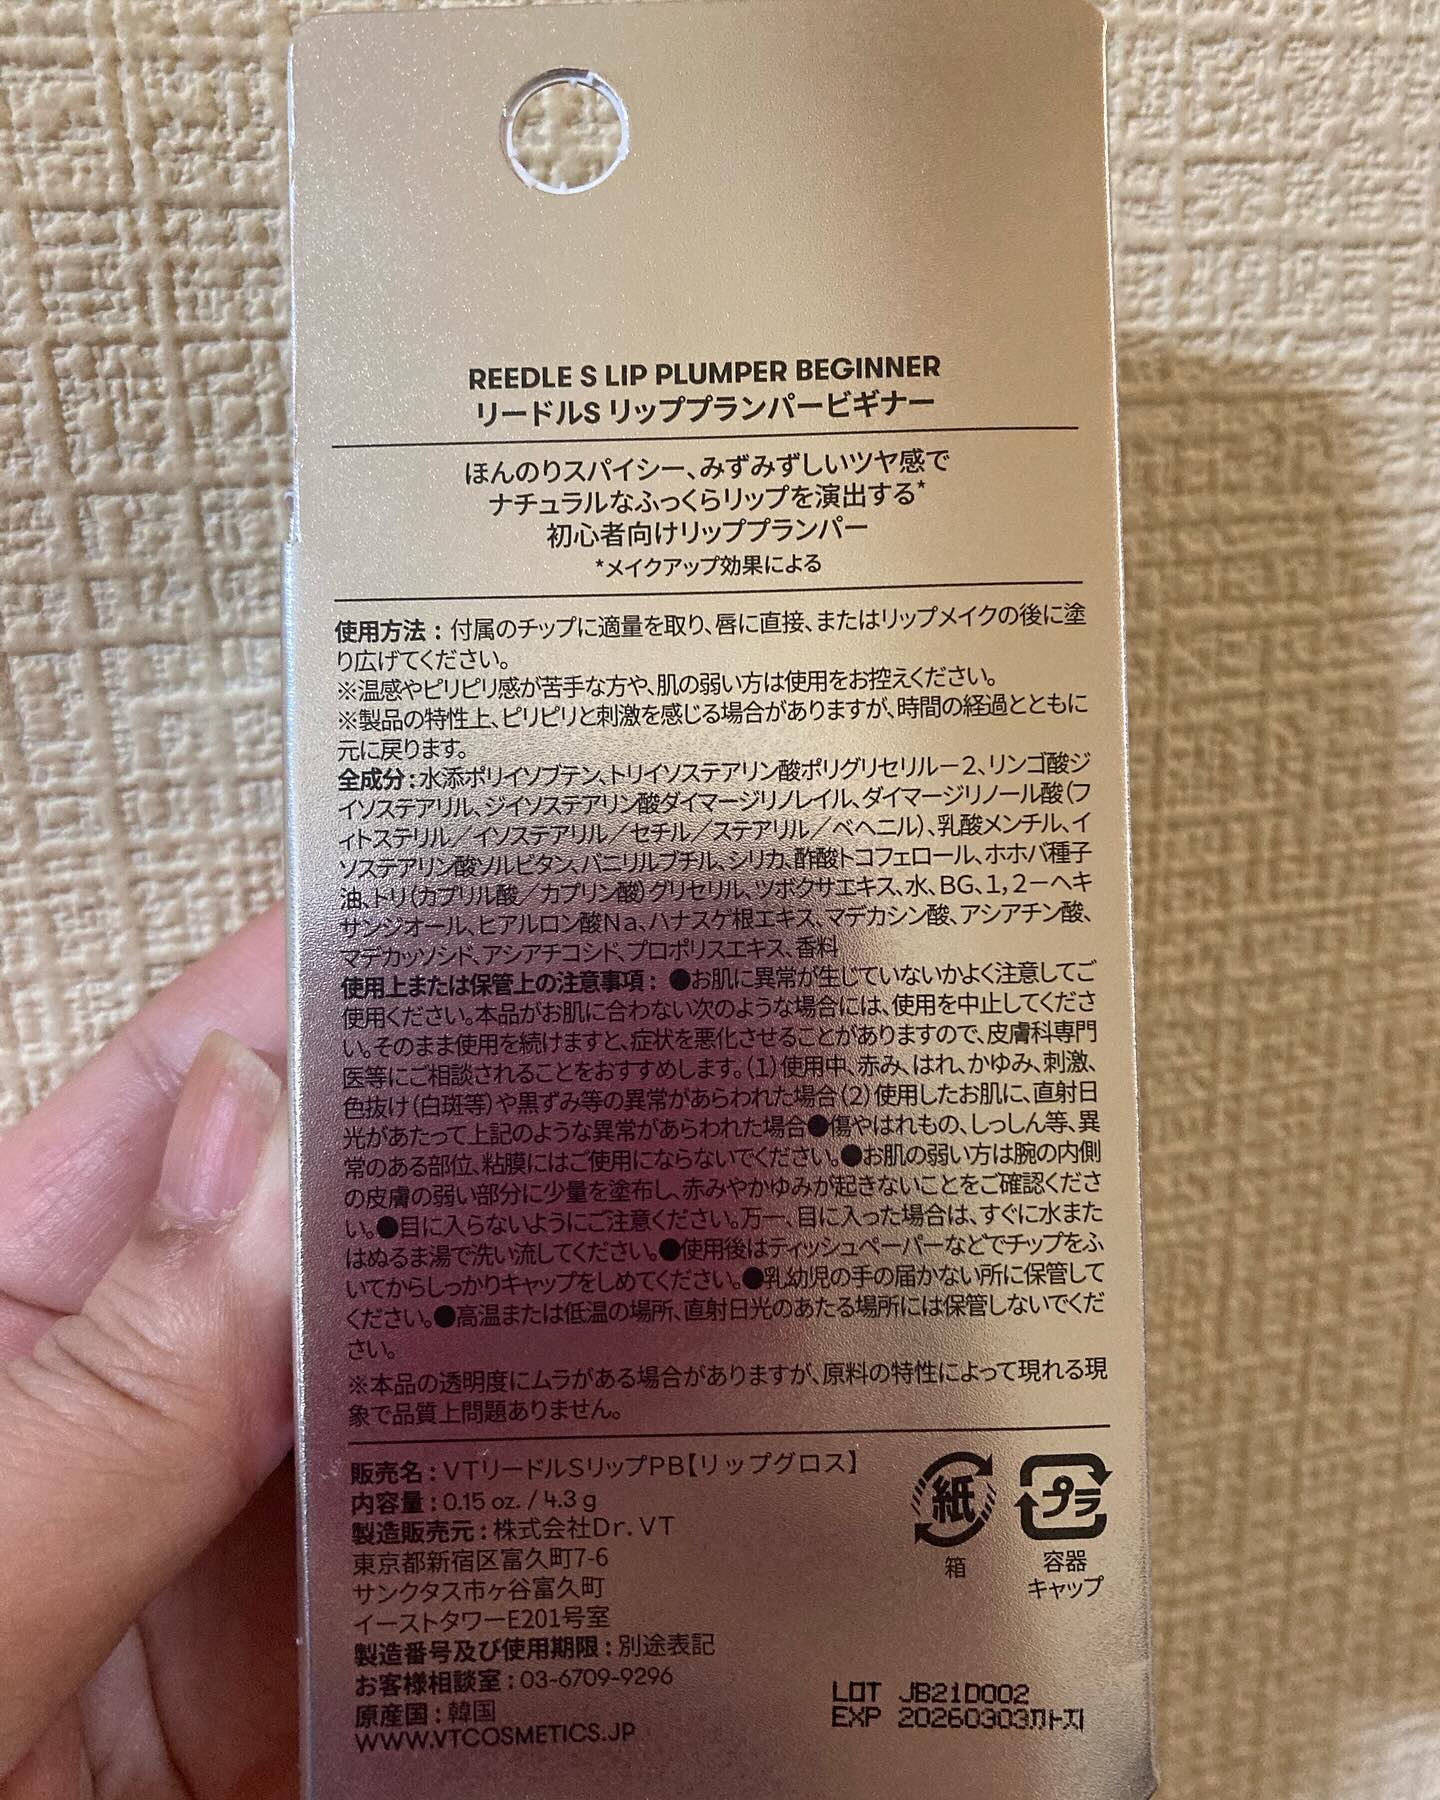 REEDLE S LIP PLUMPER BEGINNER
リードルS リッププランパービギナー
ほんのりスパイシー、みずみずしいツヤ感で
ナチュラルなふっくらリップを演出する*
初心者向けリッププランパー
*メイクアップ効果による
使用方法：付属のチップに適量を取り、唇に直接、またはリップメイクの後に塗
り広げてください。
※温感やピリピリ感が苦手な方や、肌の弱い方は使用をお控えください。
※製品の特性上、ピリピリと刺激を感じる場合がありますが、時間の経過とともに
元に戻ります。
全成分：水添ポリイソブテン、トリイソステアリン酸ポリグリセリル－2、リンゴ酸ジ
イソステアリル、ジイソステアリン酸ダイマージリノレイル、ダイマージリノール酸（フ
ィトステリル／イソステアリル／セチル／ステアリル／ベヘニル）、乳酸メンチル、イ
ソステアリン酸ソルビタン、バニリルブチル、シリカ、酢酸トコフェロール、ホホバ種子
油、トリ（カプリル酸／カプリン酸）グリセリル、ツボクサエキス、水、BG、1，2－ヘキ
サンジオール、ヒアルロン酸Na、ハナスゲ根エキス、マデカシン酸、アシアチン酸、
マデカッソシド、アシアチコシド、プロポリスエキス、香料
使用上または保管上の注意事項：●お肌に異常が生じていないかよく注意してご
使用ください。本品がお肌に合わない次のような場合には、使用を中止してくださ
い。そのまま使用を続けますと、症状を悪化させることがありますので、皮膚科専門
医等にご相談されることをおすすめします。（1）使用中、赤み、はれ、かゆみ、刺激、
色抜け（白斑等）や黒ずみ等の異常があらわれた場合（2）使用したお肌に、直射日
光があたって上記のような異常があらわれた場合●傷やはれもの、しっしん等、異
常のある部位、粘膜にはご使用にならないでください。●お肌の弱い方は腕の内側
の皮膚の弱い部分に少量を塗布し、赤みやかゆみが起きないことをご確認くださ
い。●目に入らないようにご注意ください。万一、目に入った場合は、すぐに水また
はぬるま湯で洗い流してください。●使用後はティッシュペーパーなどでチップをふ
いてからしっかりキャップをしめてください。●乳幼児の手の届かない所に保管して
ください。●高温または低温の場所、直射日光のあたる場所には保管しないでくだ
さい。
※本品の透明度にムラがある場合がありますが、原料の特性によって現れる現
象で品質上問題ありません。
販売名：VTリードルSリップPB【リップグロス】
内容量：0.15 oz. / 4.3 g
製造販売元：株式会社Dr. VT
東京都新宿区富久町7-6
サンクタス市ヶ谷富久町
イーストタワーE201号室
製造番号及び使用期限：別途表記
お客様相談室：03-6709-9296
原産国：韓国
WWW.VTCOSMETICS.JP
紙
箱
プラ
容器
キャップ
LOT JB21D002
EXP 20260303까지